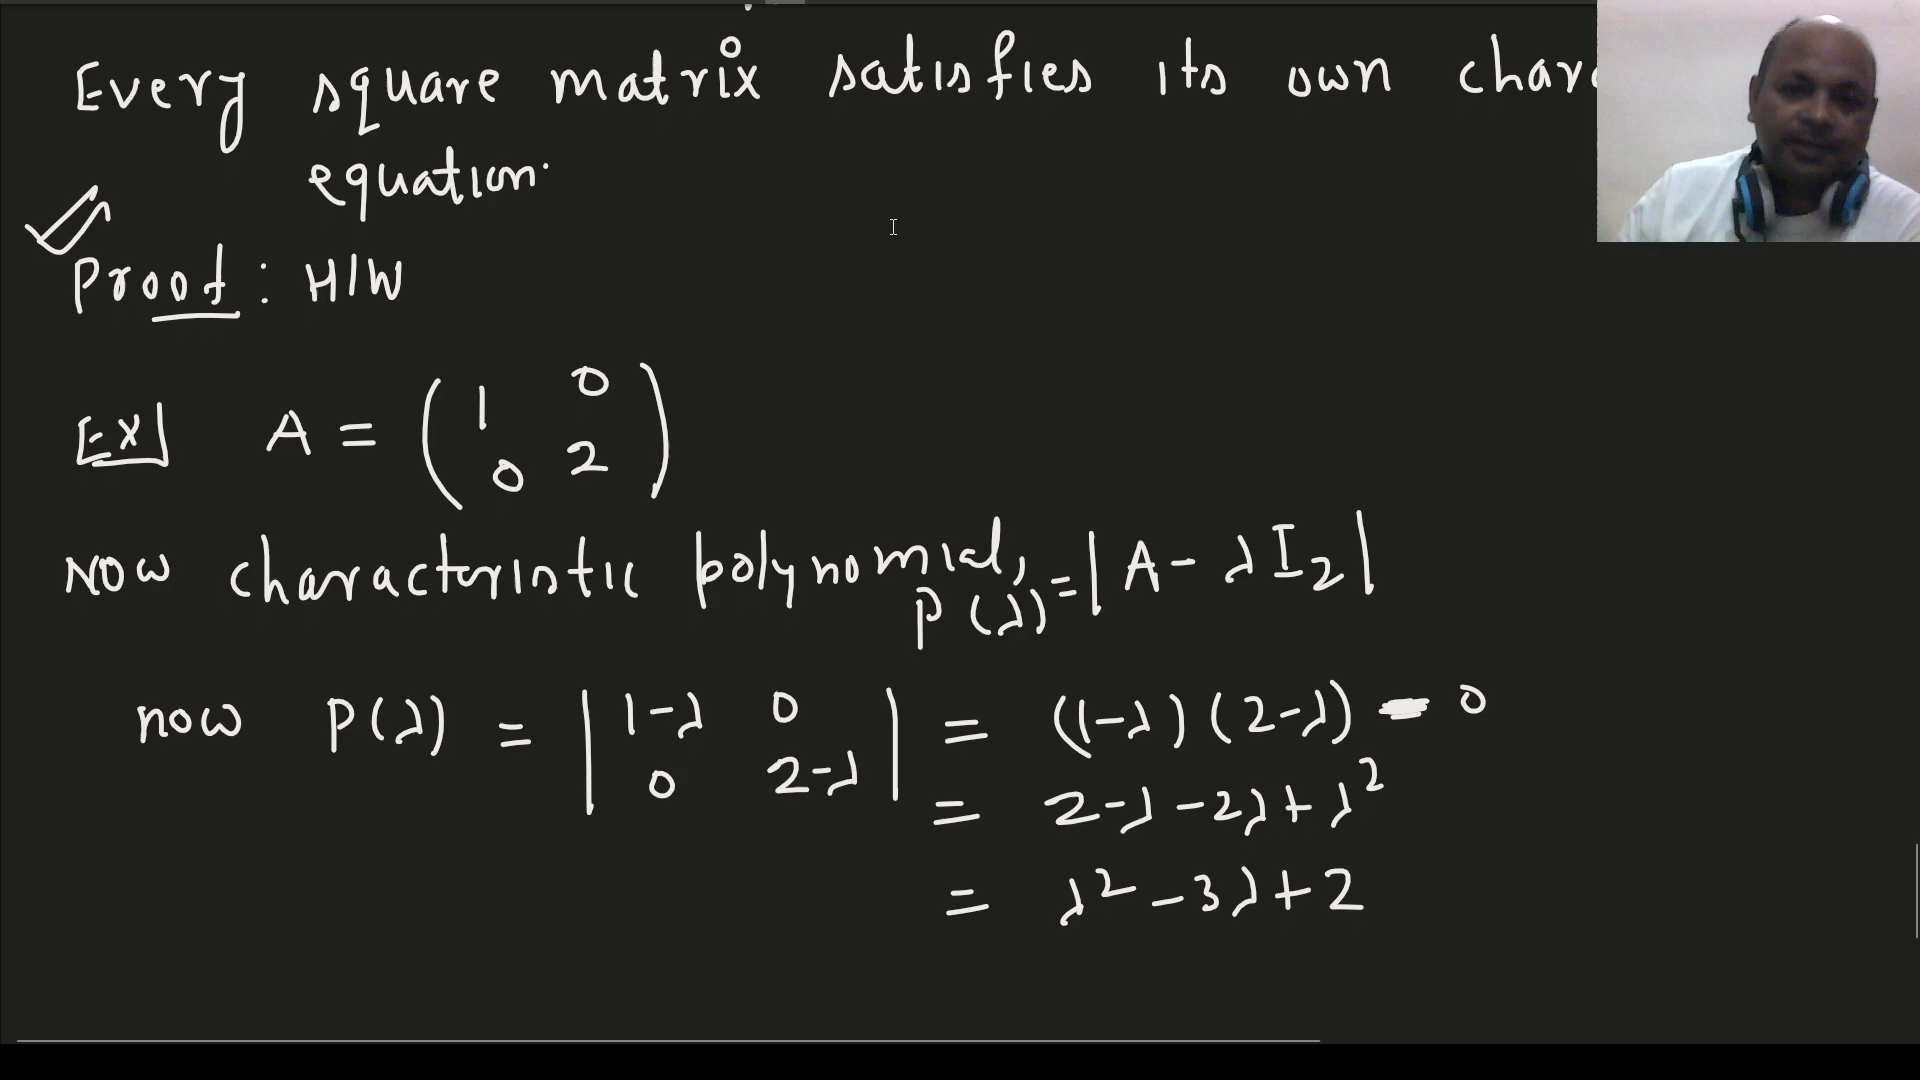 Every square matrix satisfies its own chara
equation.
Proof : H/W
Ex] A = ( 1 0
0 2 )
Now characteristic polynomial,
P(λ) = | A - λ I₂ |
now P(λ) = | 1-λ 0
0 2-λ | = (1-λ) (2-λ) - 0
= 2-λ-2λ+λ²
= λ²-3λ+2